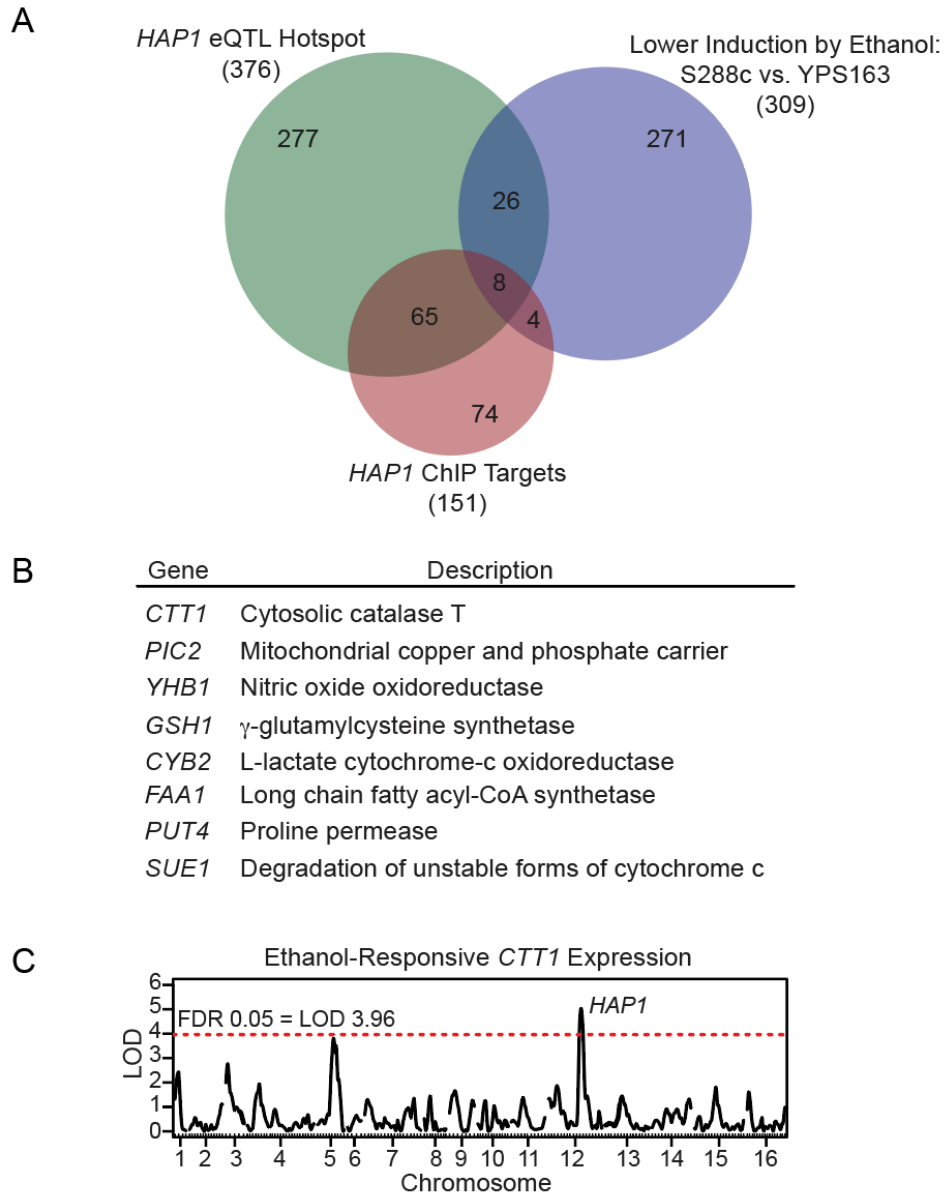 A
HAP1 eQTL Hotspot
(376)
Lower Induction by Ethanol:
S288c vs. YPS163
(309)
277
271
26
8
65
4
74
HAP1 ChIP Targets
(151)
B
Gene Description
CTT1 Cytosolic catalase T
PIC2 Mitochondrial copper and phosphate carrier
YHB1 Nitric oxide oxidoreductase
GSH1 γ-glutamylcysteine synthetase
CYB2 L-lactate cytochrome-c oxidoreductase
FAA1 Long chain fatty acyl-CoA synthetase
PUT4 Proline permease
SUE1 Degradation of unstable forms of cytochrome c
C
Ethanol-Responsive CTT1 Expression
6
5
4
3
2
1
0
LOD
FDR 0.05 = LOD 3.96
HAP1
1 2 3 4 5 6 7 8 9 10 11 12 13 14 15 16
Chromosome